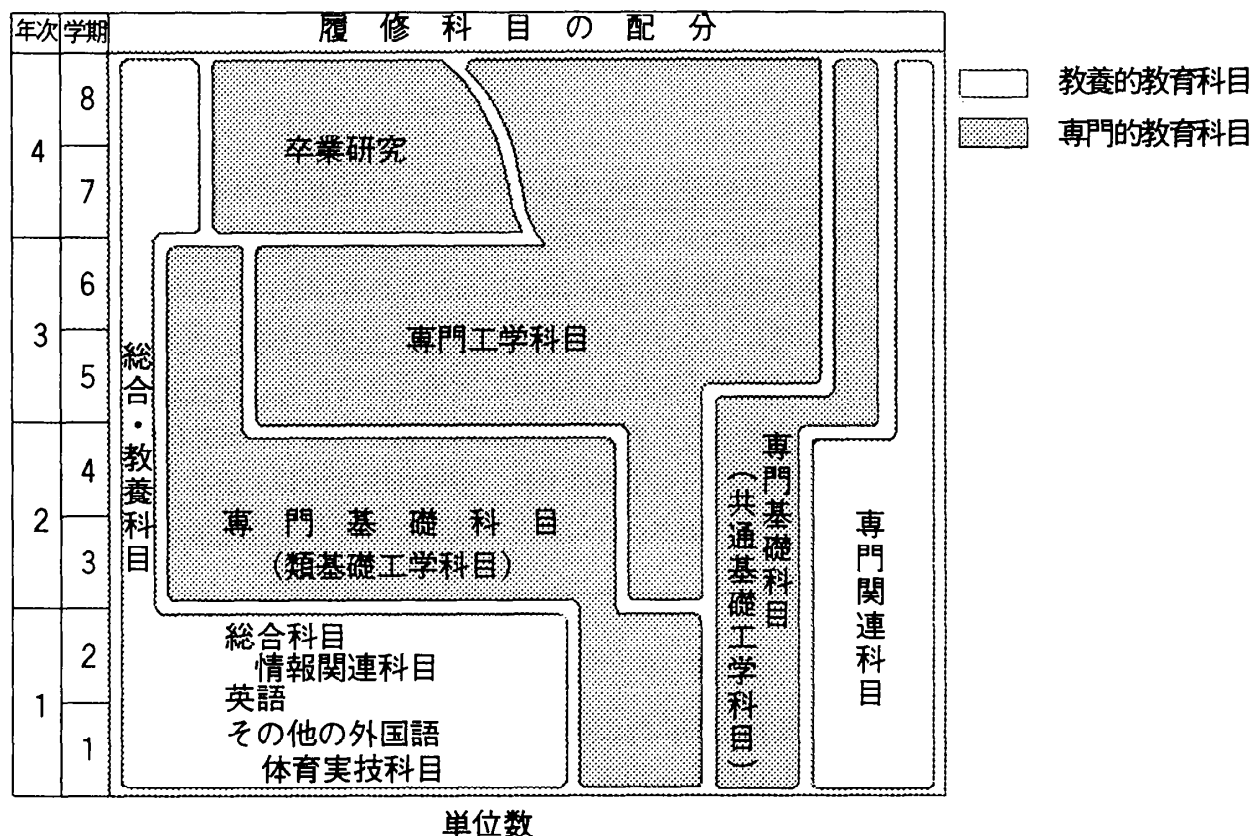 年次 学期 履修科目の配分
教養的教育科目
専門的教育科目
4
8
7
卒業研究
3
6
5
専門工学科目
総合・教養科目
2
4
3
専門基礎科目
(類基礎工学科目)
専門基礎科目
(共通基礎工学科目)
専門関連科目
1
2
1
総合科目
情報関連科目
英語
その他の外国語
体育実技科目
単位数